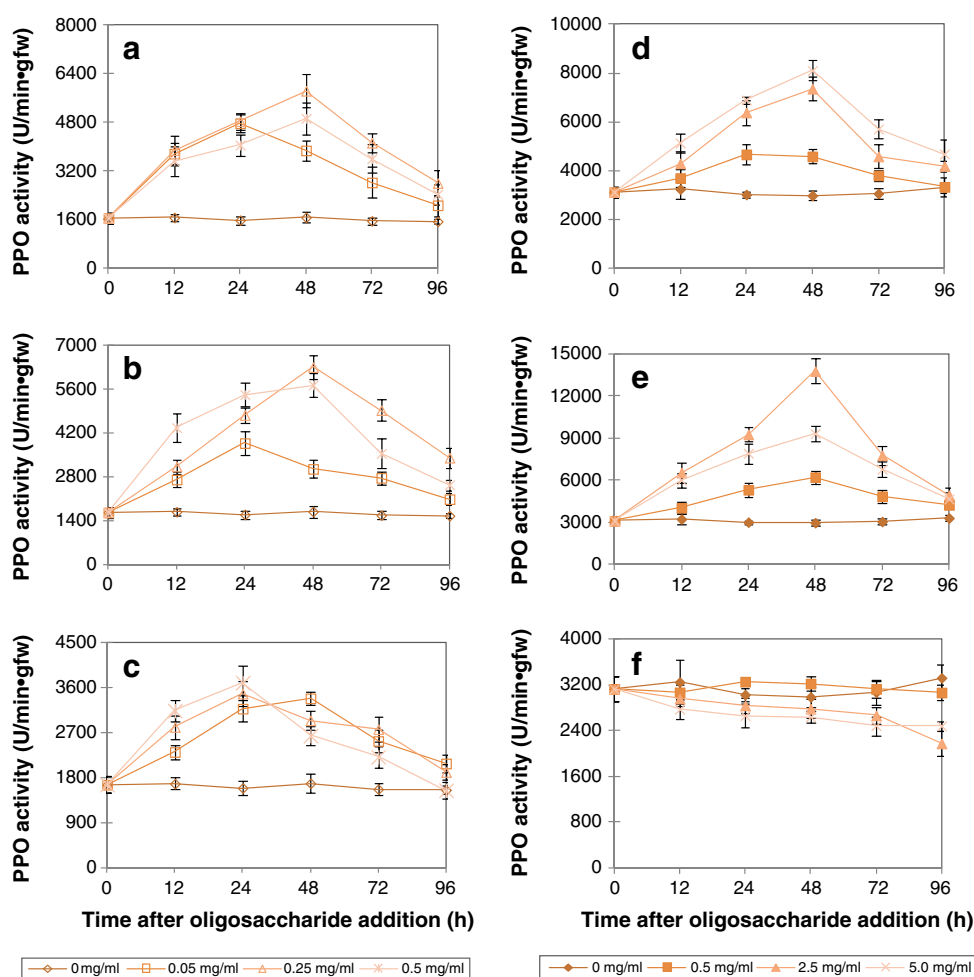 a
PPO activity (U/min•gfw)
8000
6400
4800
3200
1600
0
0 12 24 48 72 96
b
PPO activity (U/min•gfw)
7000
5600
4200
2800
1400
0
0 12 24 48 72 96
c
PPO activity (U/min•gfw)
4500
3600
2700
1800
900
0
0 12 24 48 72 96
Time after oligosaccharide addition (h)
0 mg/ml 0.05 mg/ml 0.25 mg/ml 0.5 mg/ml
d
PPO activity (U/min•gfw)
10000
8000
6000
4000
2000
0
0 12 24 48 72 96
e
PPO activity (U/min•gfw)
15000
12000
9000
6000
3000
0
0 12 24 48 72 96
f
PPO activity (U/min•gfw)
4000
3200
2400
1600
800
0
0 12 24 48 72 96
Time after oligosaccharide addition (h)
0 mg/ml 0.5 mg/ml 2.5 mg/ml 5.0 mg/ml